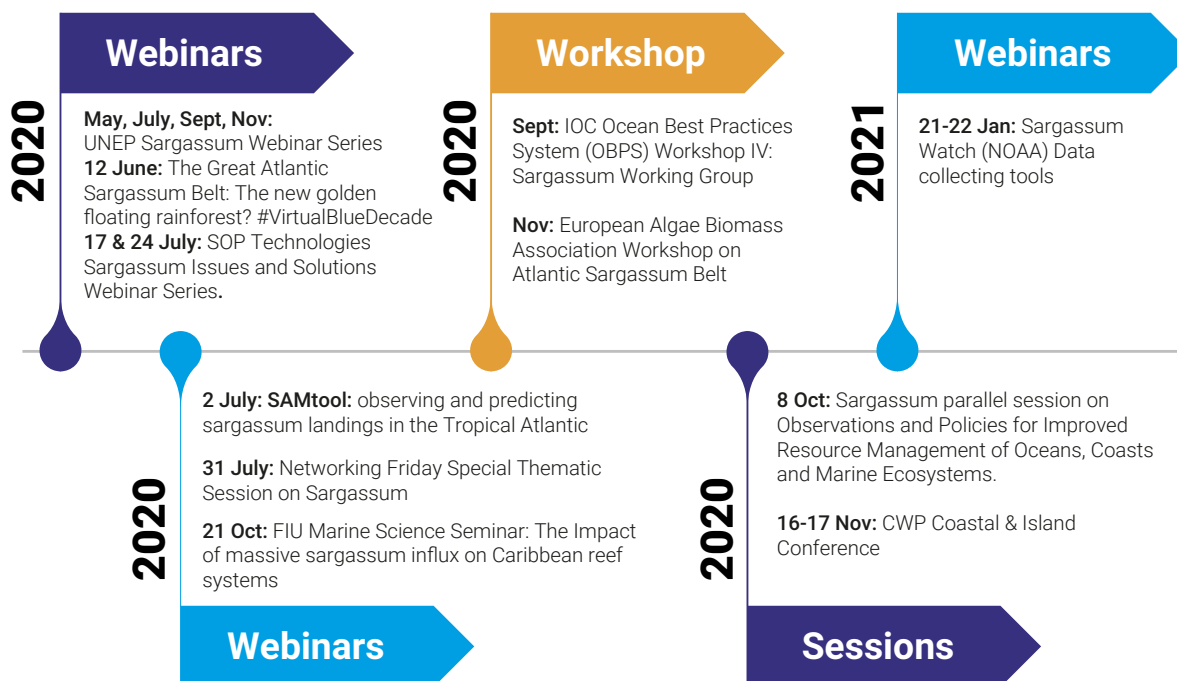 Webinars
2020
May, July, Sept, Nov:
UNEP Sargassum Webinar Series
12 June: The Great Atlantic
Sargassum Belt: The new golden
floating rainforest? #VirtualBlueDecade
17 & 24 July: SOP Technologies
Sargassum Issues and Solutions
Webinar Series.
Workshop
2020
Sept: IOC Ocean Best Practices
System (OBPS) Workshop IV:
Sargassum Working Group
Nov: European Algae Biomass
Association Workshop on
Atlantic Sargassum Belt
Webinars
2021
21-22 Jan: Sargassum
Watch (NOAA) Data
collecting tools
2020
2 July: SAMtool: observing and predicting
sargassum landings in the Tropical Atlantic
31 July: Networking Friday Special Thematic
Session on Sargassum
21 Oct: FIU Marine Science Seminar: The Impact
of massive sargassum influx on Caribbean reef
systems
Webinars
2020
8 Oct: Sargassum parallel session on
Observations and Policies for Improved
Resource Management of Oceans, Coasts
and Marine Ecosystems.
16-17 Nov: CWP Coastal & Island
Conference
Sessions